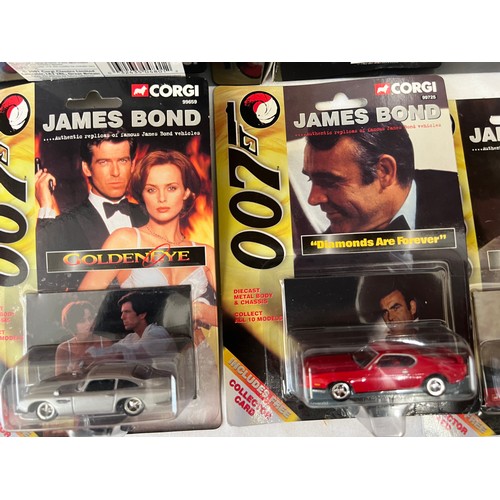 CORGI
99659
JAMES BOND
....Authentic replicas of famous James Bond vehicles
007
GOLDENEYE
CORGI
99725
JAMES BOND
....Authentic replicas of famous James Bond vehicles
007
"Diamonds Are Forever"
DIECAST
METAL BODY
& CHASSIS
COLLECT
ALL 10 MODELS
INCLUDES FREE
COLLECTOR
CARD